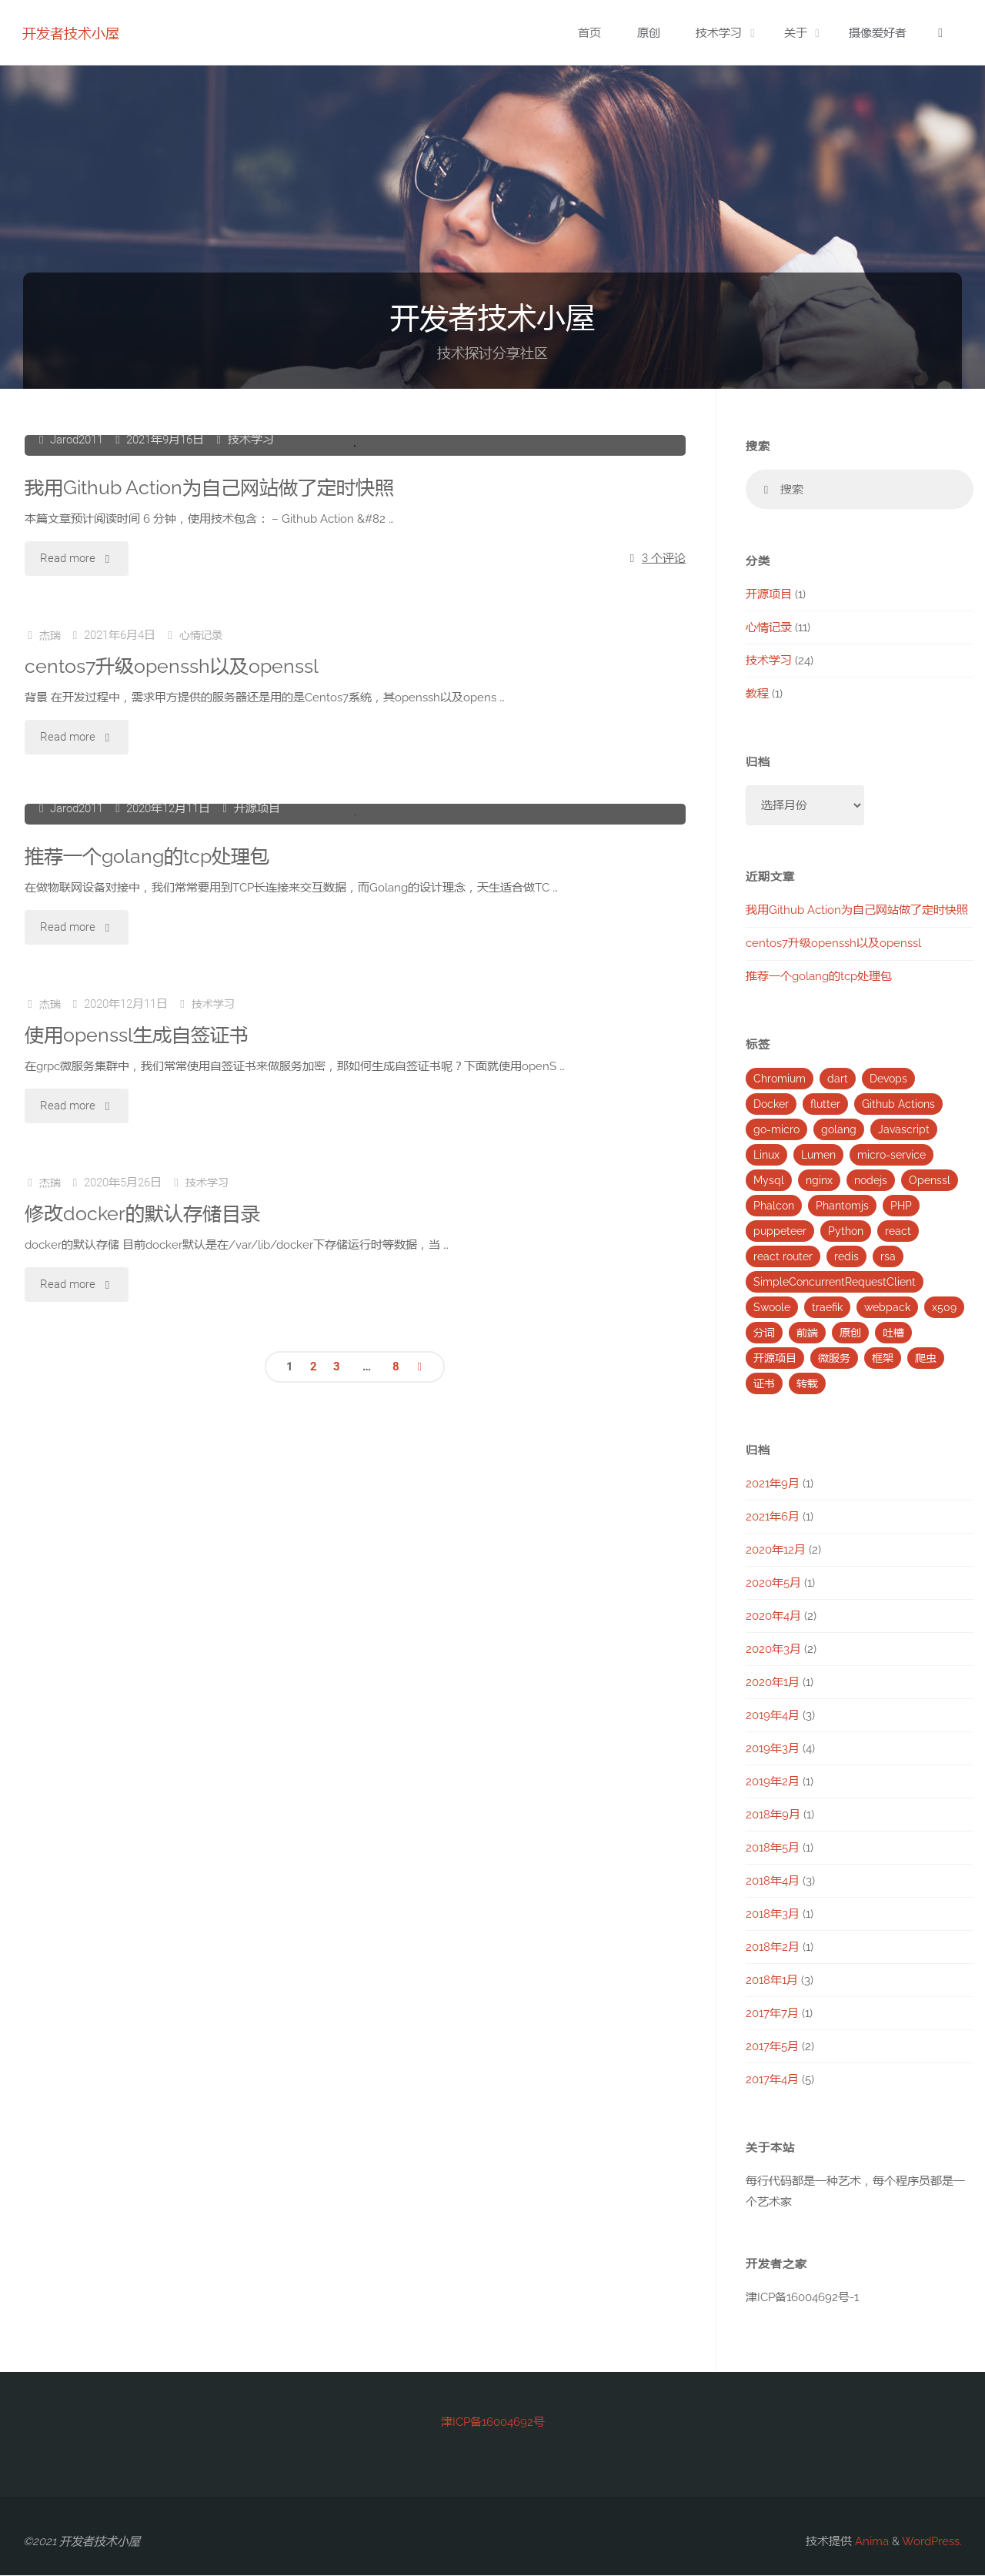 开发者技术小屋
首页 原创 技术学习 关于 摄像爱好者
开发者技术小屋
技术探讨分享社区
Jarod2011 2021年9月16日 技术学习
我用Github Action为自己网站做了定时快照
本篇文章预计阅读时间 6 分钟，使用技术包含： – Github Action &#82 …
Read more
3 个评论
杰瑞 2021年6月4日 心情记录
centos7升级openssh以及openssl
背景 在开发过程中，需求甲方提供的服务器还是用的是Centos7系统，其openssh以及opens …
Read more
Jarod2011 2020年12月11日 开源项目
推荐一个golang的tcp处理包
在做物联网设备对接中，我们常常要用到TCP长连接来交互数据，而Golang的设计理念，天生适合做TC …
Read more
杰瑞 2020年12月11日 技术学习
使用openssl生成自签证书
在grpc微服务集群中，我们常常使用自签证书来做服务加密，那如何生成自签证书呢？下面就使用openS …
Read more
杰瑞 2020年5月26日 技术学习
修改docker的默认存储目录
docker的默认存储 目前docker默认是在/var/lib/docker下存储运行时等数据，当 …
Read more
1 2 3 … 8
搜索
搜索
分类
开源项目 (1)
心情记录 (11)
技术学习 (24)
教程 (1)
归档
选择月份
近期文章
我用Github Action为自己网站做了定时快照
centos7升级openssh以及openssl
推荐一个golang的tcp处理包
标签
Chromium dart Devops
Docker flutter Github Actions
go-micro golang Javascript
Linux Lumen micro-service
Mysql nginx nodejs Openssl
Phalcon Phantomjs PHP
puppeteer Python react
react router redis rsa
SimpleConcurrentRequestClient
Swoole traefik webpack x509
分词 前端 原创 吐槽
开源项目 微服务 框架 爬虫
证书 转载
归档
2021年9月 (1)
2021年6月 (1)
2020年12月 (2)
2020年5月 (1)
2020年4月 (2)
2020年3月 (2)
2020年1月 (1)
2019年4月 (3)
2019年3月 (4)
2019年2月 (1)
2018年9月 (1)
2018年5月 (1)
2018年4月 (3)
2018年3月 (1)
2018年2月 (1)
2018年1月 (3)
2017年7月 (1)
2017年5月 (2)
2017年4月 (5)
关于本站
每行代码都是一种艺术，每个程序员都是一
个艺术家
开发者之家
津ICP备16004692号-1
津ICP备16004692号
©2021 开发者技术小屋
技术提供 Anima & WordPress.